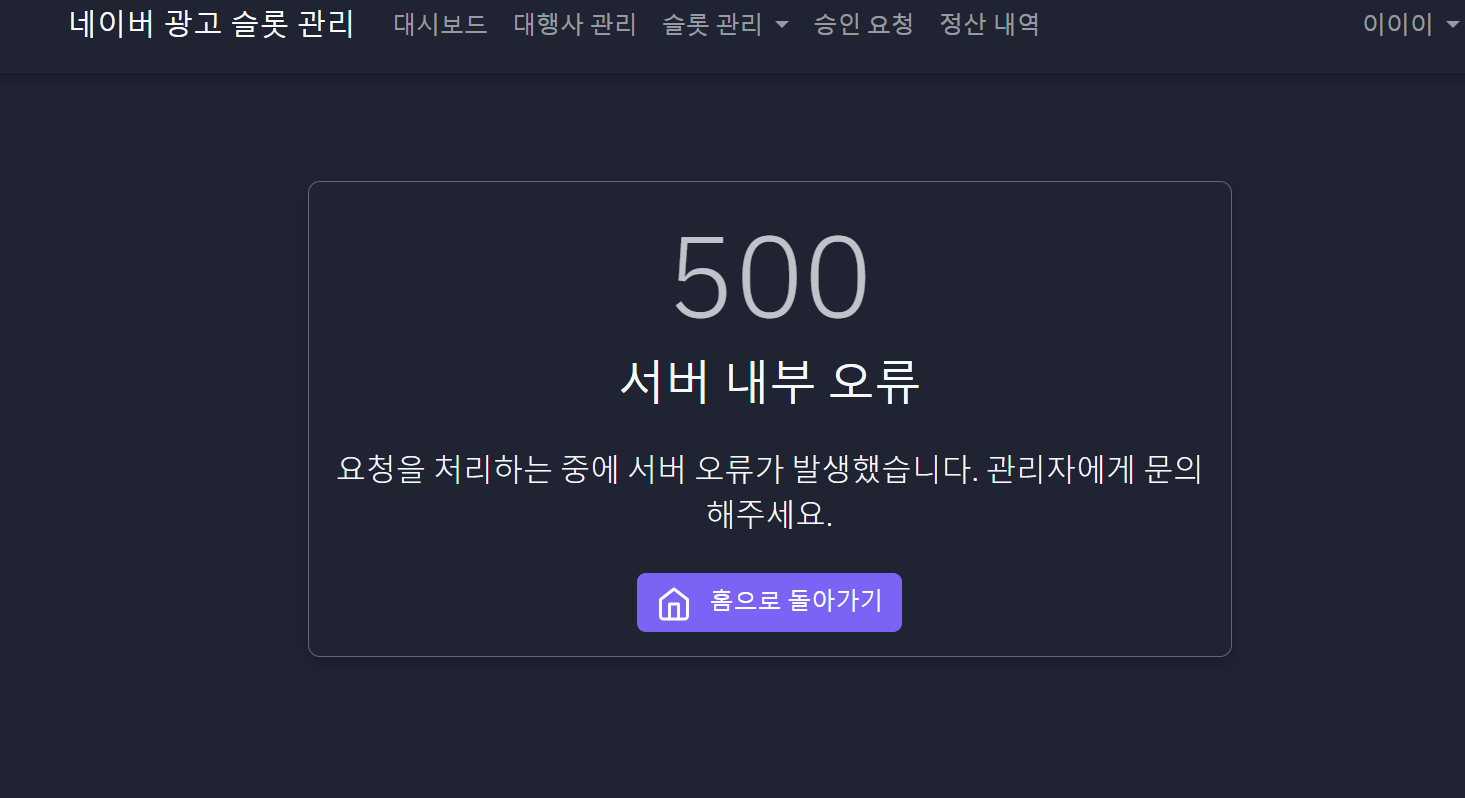 네이버 광고 슬롯 관리 대시보드 대행사 관리 슬롯 관리 승인 요청 정산 내역 이이이
500
서버 내부 오류
요청을 처리하는 중에 서버 오류가 발생했습니다. 관리자에게 문의
해주세요.
홈으로 돌아가기